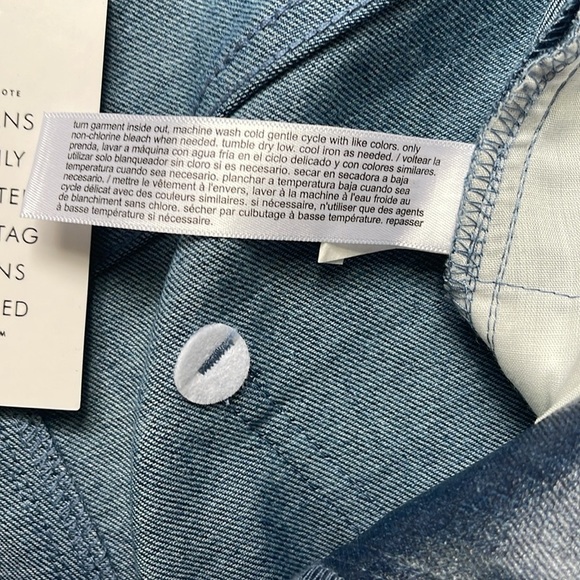 OTE
NS
LY
TE
TAG
NS
ED
turn garment inside out, machine wash cold gentle cycle with like colors. only
non-chlorine bleach when needed. tumble dry low. cool iron as needed. / voltear la
prenda, lavar a máquina con agua fría en el ciclo delicado y con colores similares.
utilizar solo blanqueador sin cloro si es necesario. secar en secadora a baja
temperatura cuando sea necesario. Planchar a temperatura baja cuando sea
necesario. / mettre le vêtement à l'envers, laver à la machine à l'eau froide au
cycle délicat avec des couleurs similaires. si nécessaire, n'utiliser que des agents
de blanchiment sans chlore. sécher par culbutage à basse température. repasser
à basse température si nécessaire.